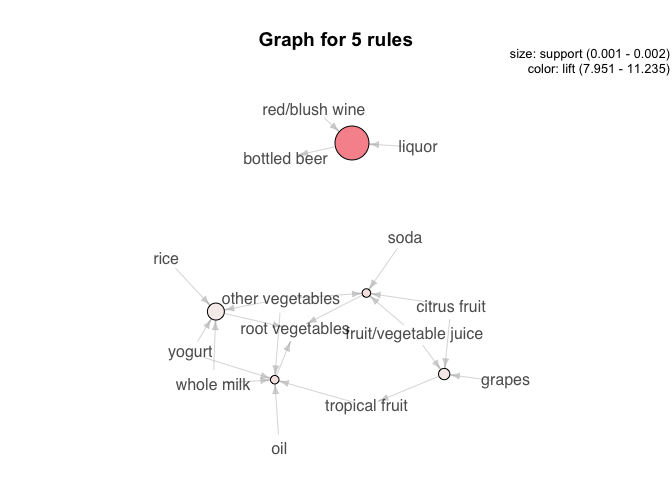 Graph for 5 rules
size: support (0.001 - 0.002)
color: lift (7.951 - 11.235)
red/blush wine
liquor
bottled beer
soda
rice
other vegetables
citrus fruit
root vegetables
fruit/vegetable juice
yogurt
whole milk
grapes
tropical fruit
oil